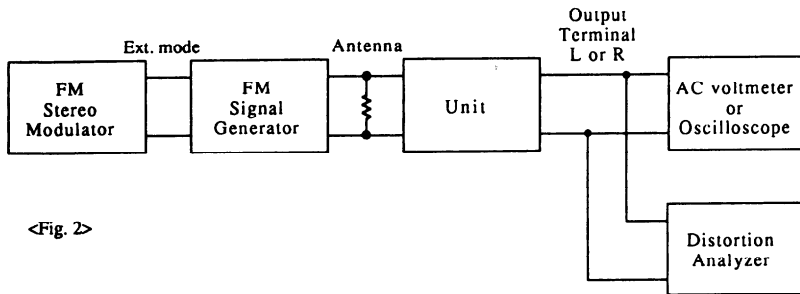 Output
Terminal
L or R
Ext. mode
Antenna
FM
Stereo
Modulator
FM
Signal
Generator
Unit
AC voltmeter
or
Oscilloscope
<Fig. 2>
Distortion
Analyzer